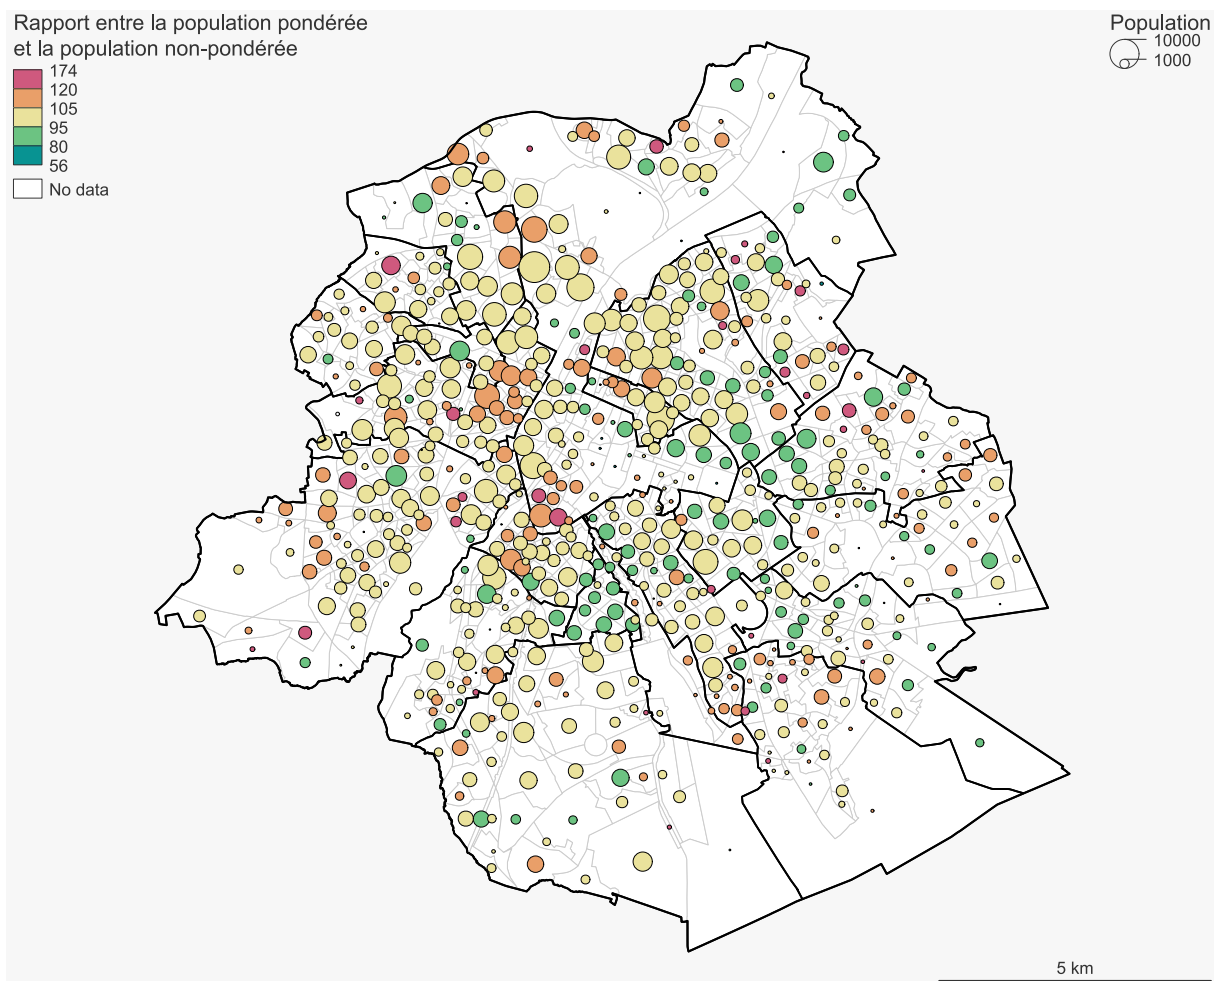 Rapport entre la population pondérée
et la population non-pondérée
174
120
105
95
80
56
No data
Population
10000
1000
5 km